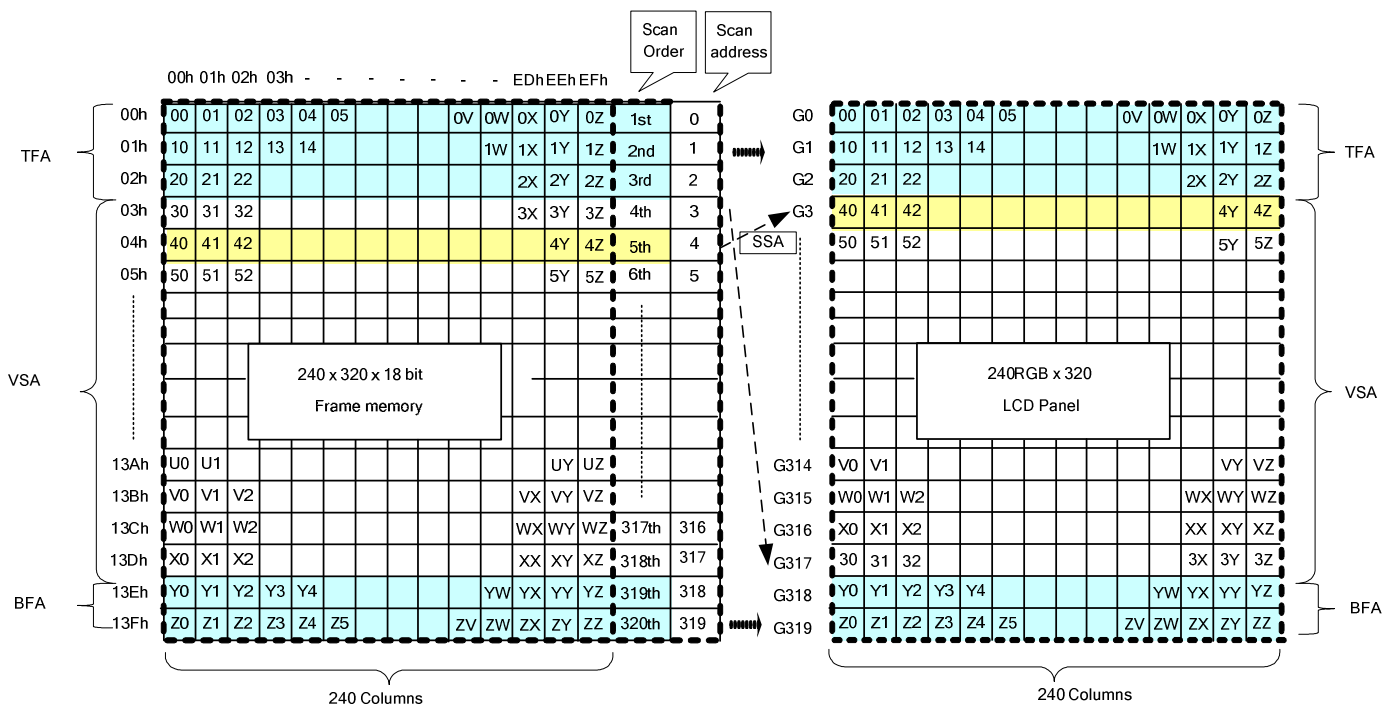 Scan Order
Scan address
00h 01h 02h 03h - - - - - - - EDh EEh EFh
TFA
00h 00 01 02 03 04 05 0V 0W 0X 0Y 0Z 1st 0
01h 10 11 12 13 14 1W 1X 1Y 1Z 2nd 1
02h 20 21 22 2X 2Y 2Z 3rd 2
VSA
03h 30 31 32 3X 3Y 3Z 4th 3
04h 40 41 42 4Y 4Z 5th 4
05h 50 51 52 5Y 5Z 6th 5
240 x 320 x 18 bit
Frame memory
13Ah U0 U1 UY UZ
13Bh V0 V1 V2 VX VY VZ
13Ch W0 W1 W2 WX WY WZ 317th 316
13Dh X0 X1 X2 XX XY XZ 318th 317
BFA
13Eh Y0 Y1 Y2 Y3 Y4 YW YX YY YZ 319th 318
13Fh Z0 Z1 Z2 Z3 Z4 Z5 ZV ZW ZX ZY ZZ 320th 319
240 Columns
SSA
G0 00 01 02 03 04 05 0V 0W 0X 0Y 0Z
G1 10 11 12 13 14 1W 1X 1Y 1Z
G2 20 21 22 2X 2Y 2Z
TFA
G3 40 41 42 4Y 4Z
50 51 52 5Y 5Z
240RGB x 320
LCD Panel
VSA
G314 V0 V1 VY VZ
G315 W0 W1 W2 WX WY WZ
G316 X0 X1 X2 XX XY XZ
G317 30 31 32 3X 3Y 3Z
G318 Y0 Y1 Y2 Y3 Y4 YW YX YY YZ
G319 Z0 Z1 Z2 Z3 Z4 Z5 ZV ZW ZX ZY ZZ
BFA
240 Columns